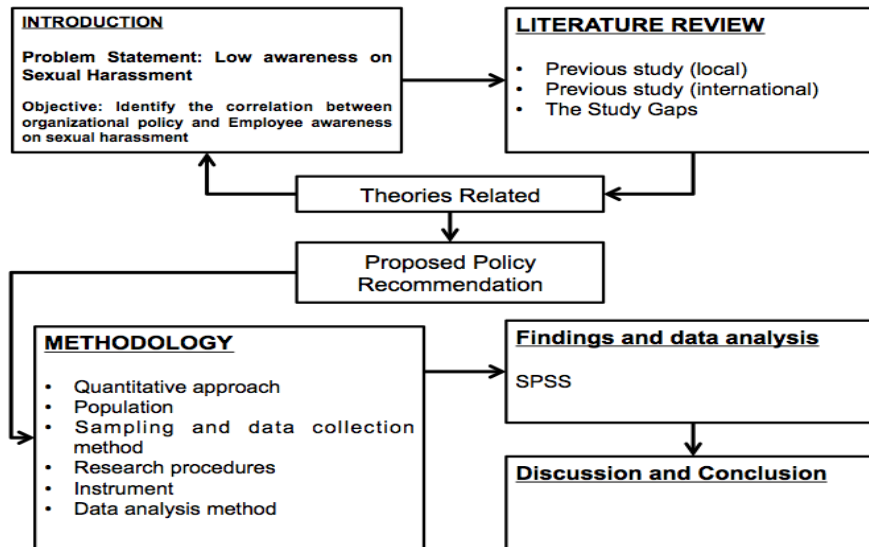 INTRODUCTION
Problem Statement: Low awareness on
Sexual Harassment
Objective: Identify the correlation between
organizational policy and Employee awareness
on sexual harassment
LITERATURE REVIEW
• Previous study (local)
• Previous study (international)
• The Study Gaps
Theories Related
Proposed Policy
Recommendation
METHODOLOGY
• Quantitative approach
• Population
• Sampling and data collection
method
• Research procedures
• Instrument
• Data analysis method
Findings and data analysis
SPSS
Discussion and Conclusion